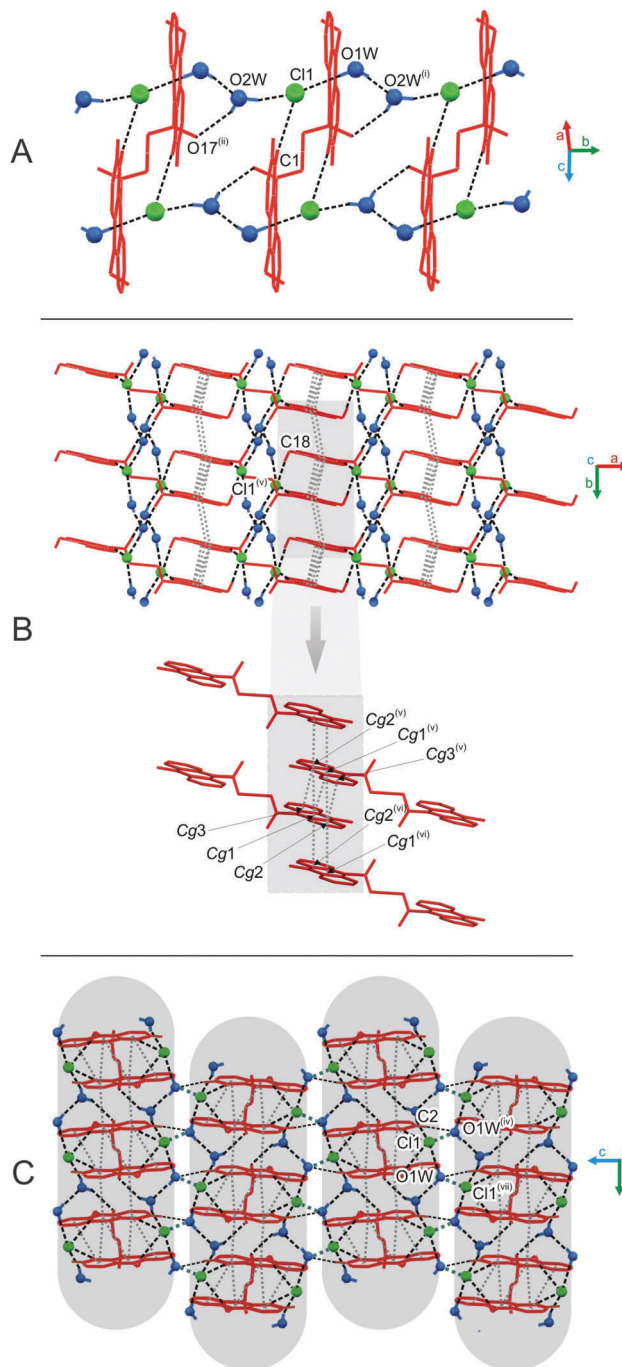 O1W
O2W Cl1 O2W(i)
A
O17(ii) C1
a
b
c
C18
Cl1(v)
c a
b
B
Cg2(v)
Cg1(v)
Cg3(v)
Cg3
Cg2(vi)
Cg1
Cg1(vi)
Cg2
C2
O1W(iv)
Cl1
C
c
O1W
Cl1(vii)